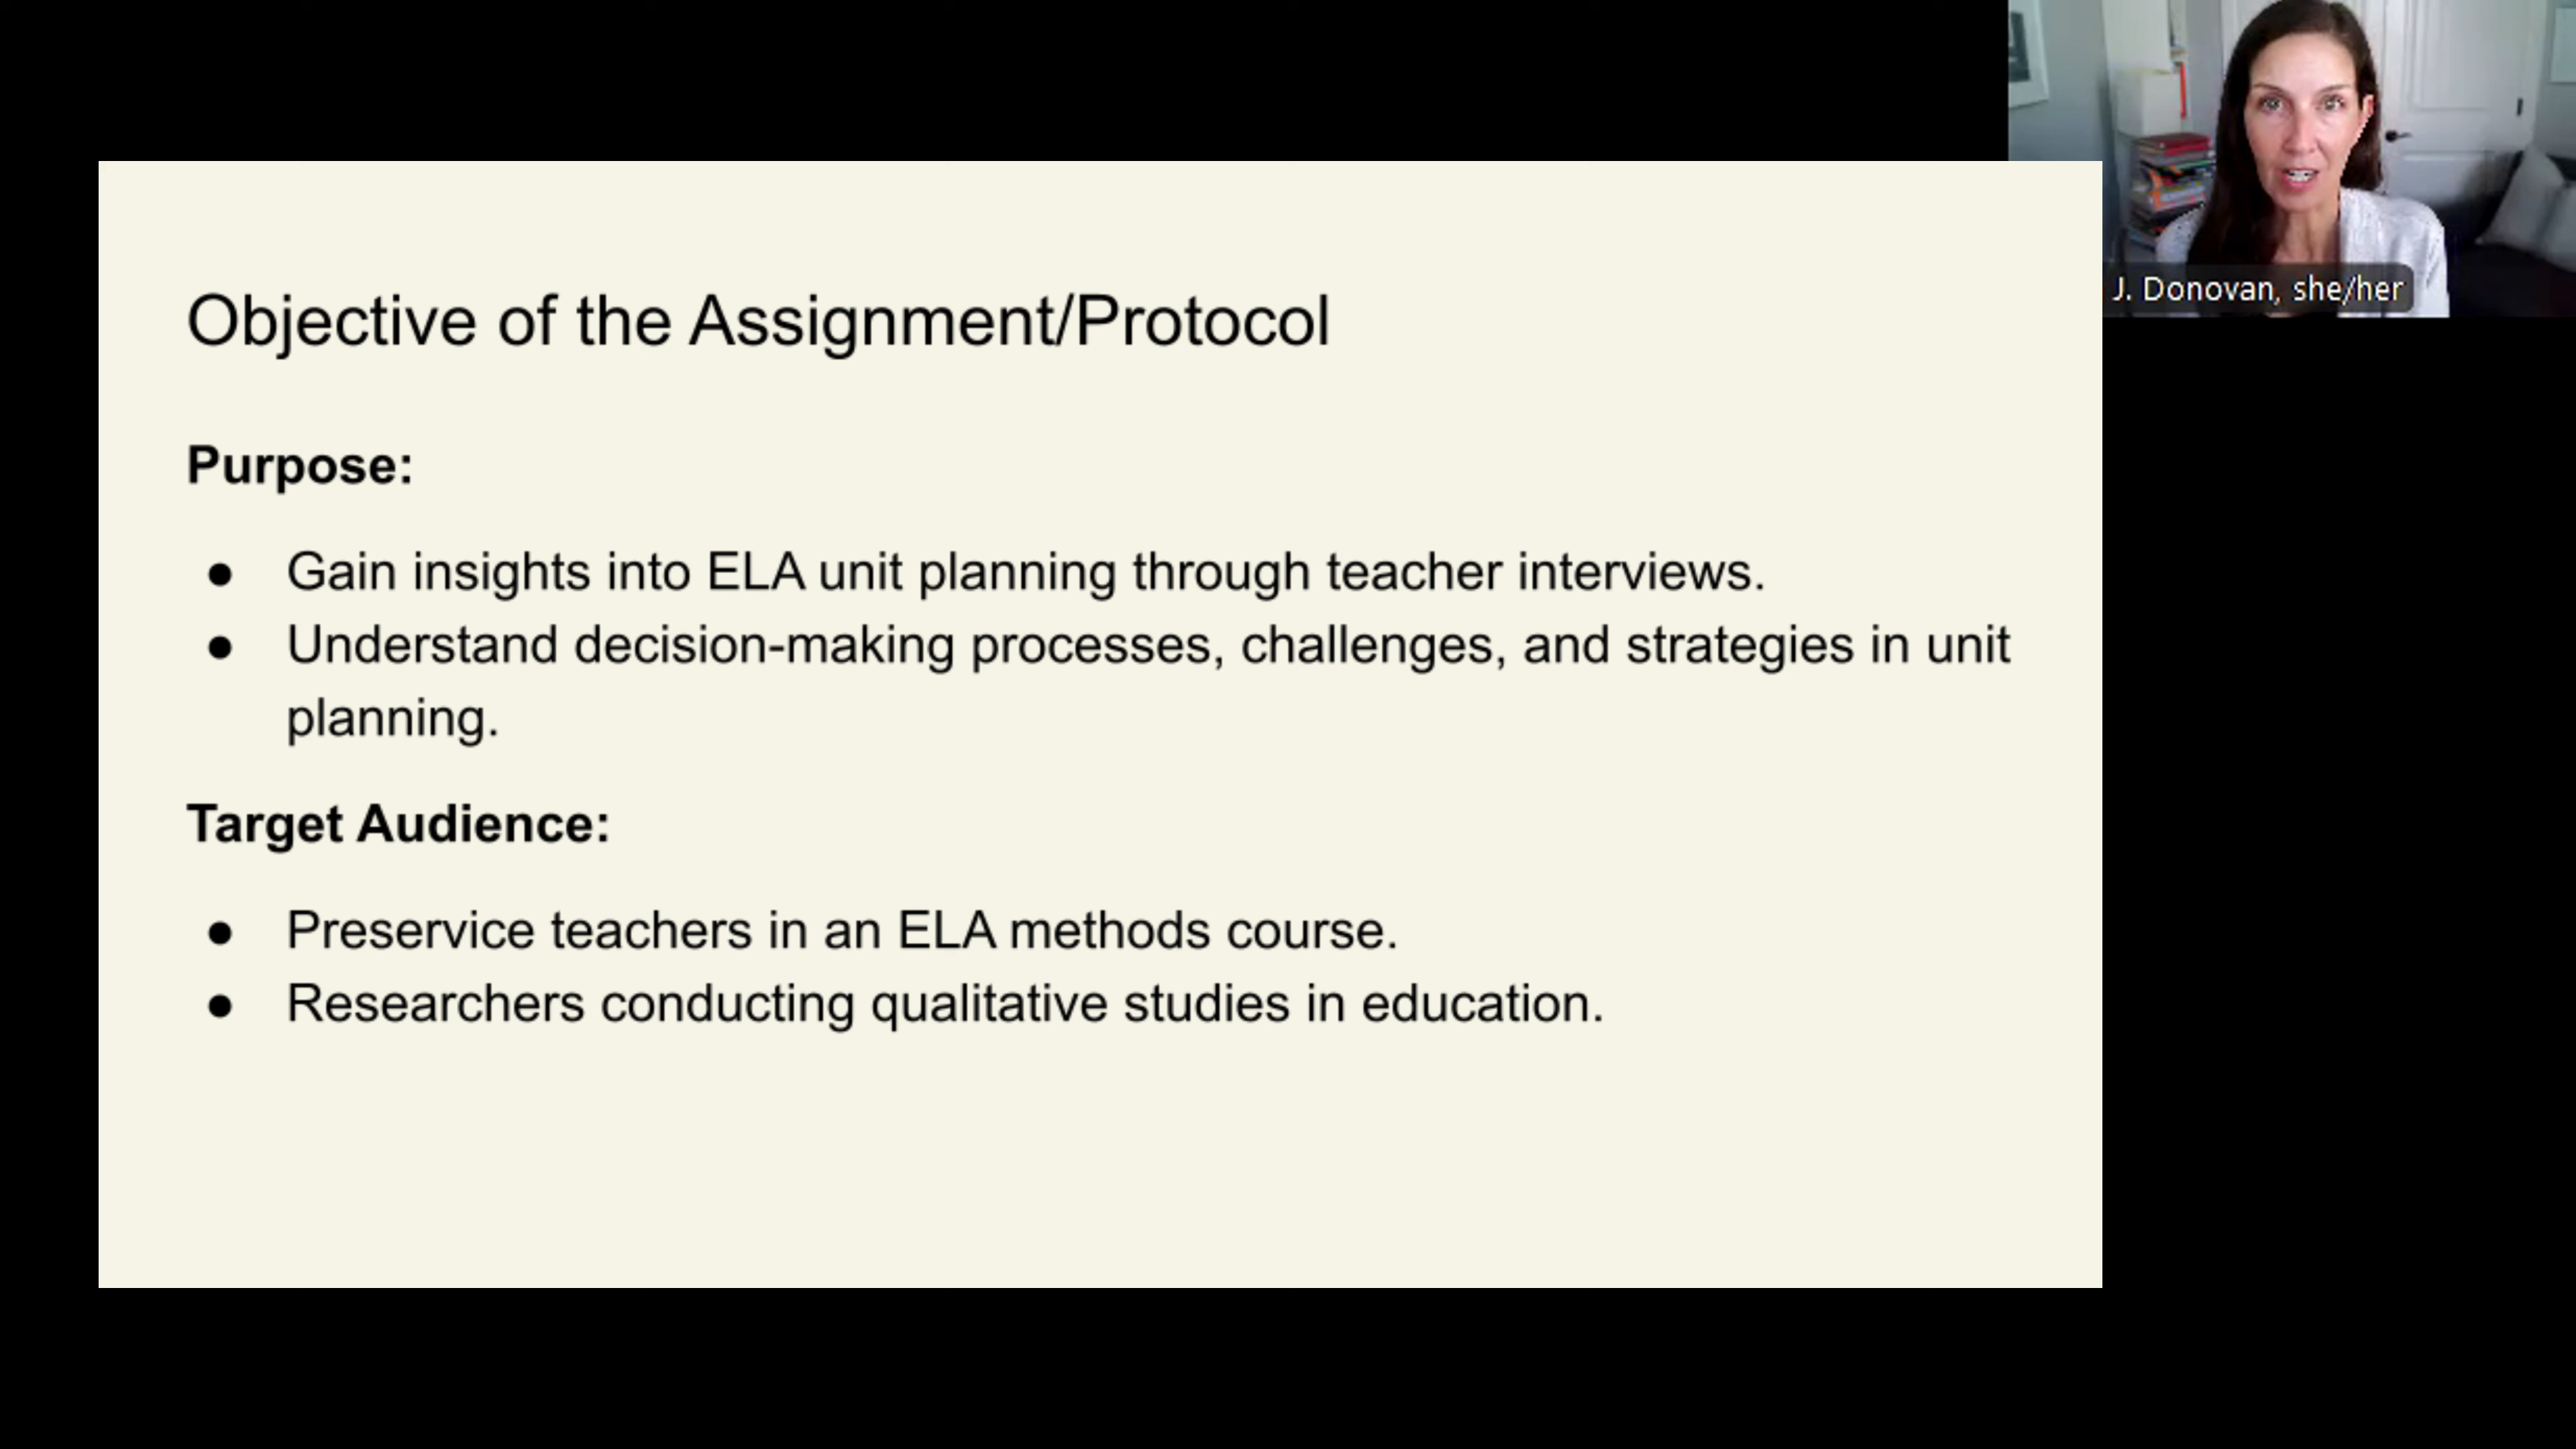 Objective of the Assignment/Protocol
Purpose:
● Gain insights into ELA unit planning through teacher interviews.
● Understand decision-making processes, challenges, and strategies in unit
planning.
Target Audience:
● Preservice teachers in an ELA methods course.
● Researchers conducting qualitative studies in education.
J. Donovan, she/her